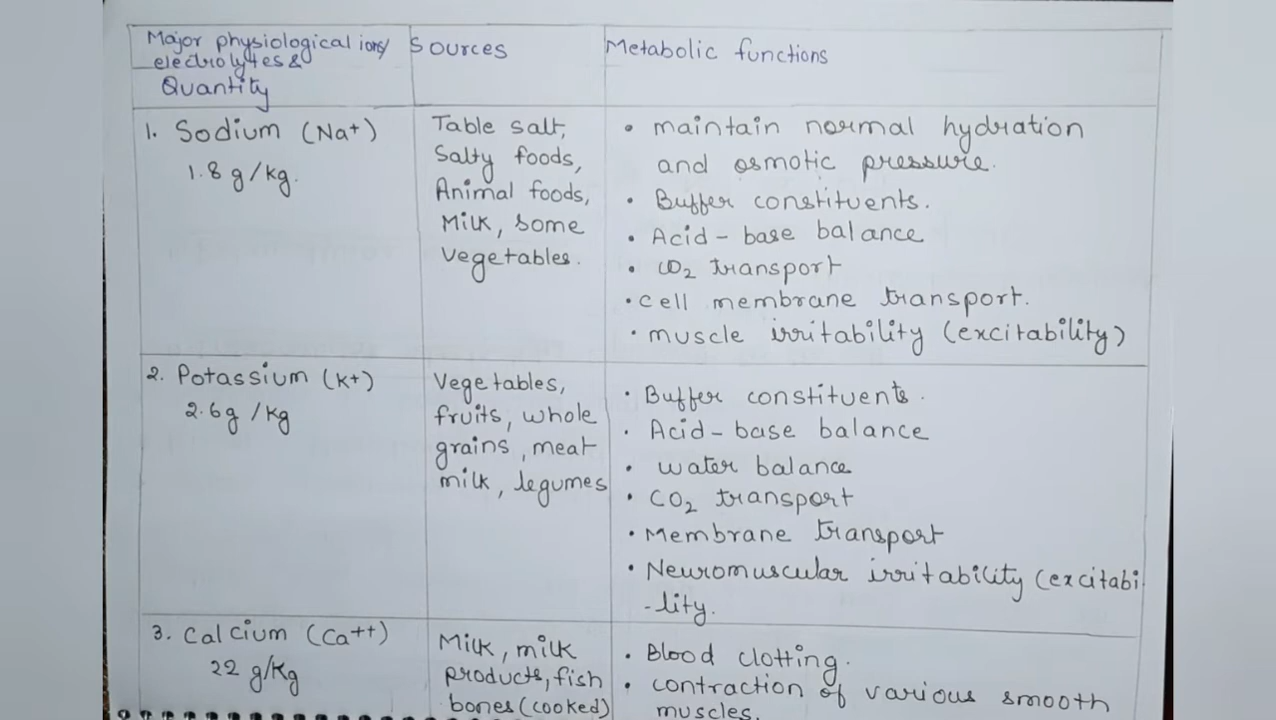 Major physiological ions/
electrolytes &
Quantity
Sources
Metabolic functions
1. Sodium (Na+)
1.8 g/kg.
Table salt,
Salty foods,
Animal foods,
Milk, some
vegetables.
• maintain normal hydration
and osmotic pressure.
• Buffer constituents.
• Acid - base balance
• CO₂ transport
• cell membrane transport.
• muscle irritability (excitability)
2. Potassium (K+)
2.6g /kg
Vegetables,
fruits, whole
grains, meat
milk, legumes
• Buffer constituents.
• Acid - base balance
• water balance
• CO₂ transport
• Membrane transport
• Neuromuscular irritability (excitabi
-lity.
3. Calcium (Ca++)
22 g/Kg
Milk, milk
products, fish
bones (cooked)
• Blood clotting.
• contraction of various smooth
muscles.